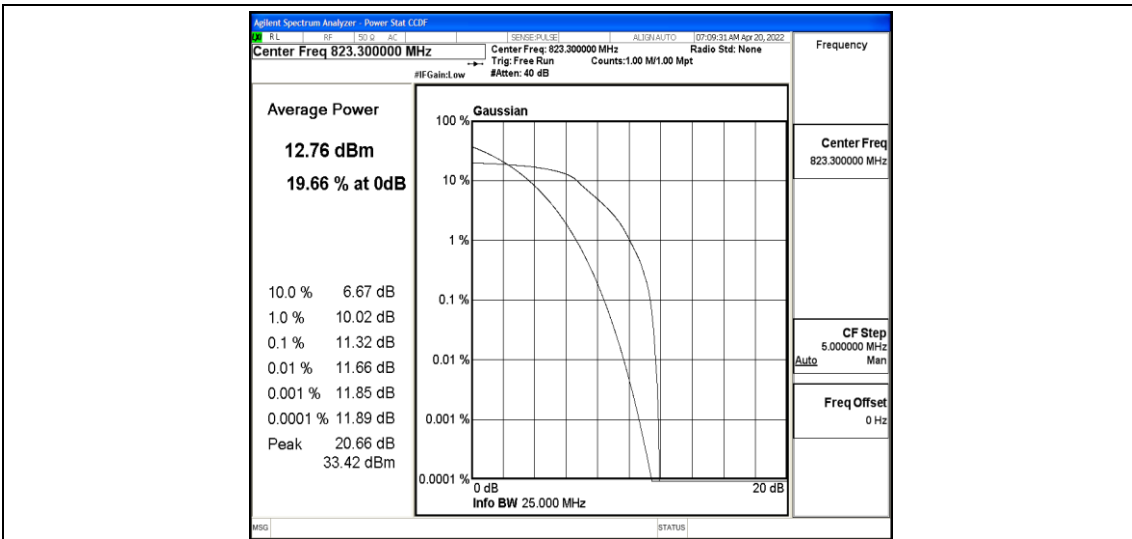 Agilent Spectrum Analyzer - Power Stat CCDF
LXI RL RF 50 Ω AC SENSE:PULSE ALIGNAUTO 07:09:31 AM Apr 20, 2022
Center Freq 823.300000 MHz
Center Freq: 823.300000 MHz Radio Std: None
Trig: Free Run Counts:1.00 M/1.00 Mpt
#IFGain:Low #Atten: 40 dB
Frequency
Average Power
12.76 dBm
19.66 % at 0dB
10.0 % 6.67 dB
1.0 % 10.02 dB
0.1 % 11.32 dB
0.01 % 11.66 dB
0.001 % 11.85 dB
0.0001 % 11.89 dB
Peak 20.66 dB
33.42 dBm
Gaussian
100 %
10 %
1 %
0.1 %
0.01 %
0.001 %
0.0001 %
0 dB 20 dB
Info BW 25.000 MHz
Center Freq
823.300000 MHz
CF Step
5.000000 MHz
Auto Man
Freq Offset
0 Hz
MSG STATUS